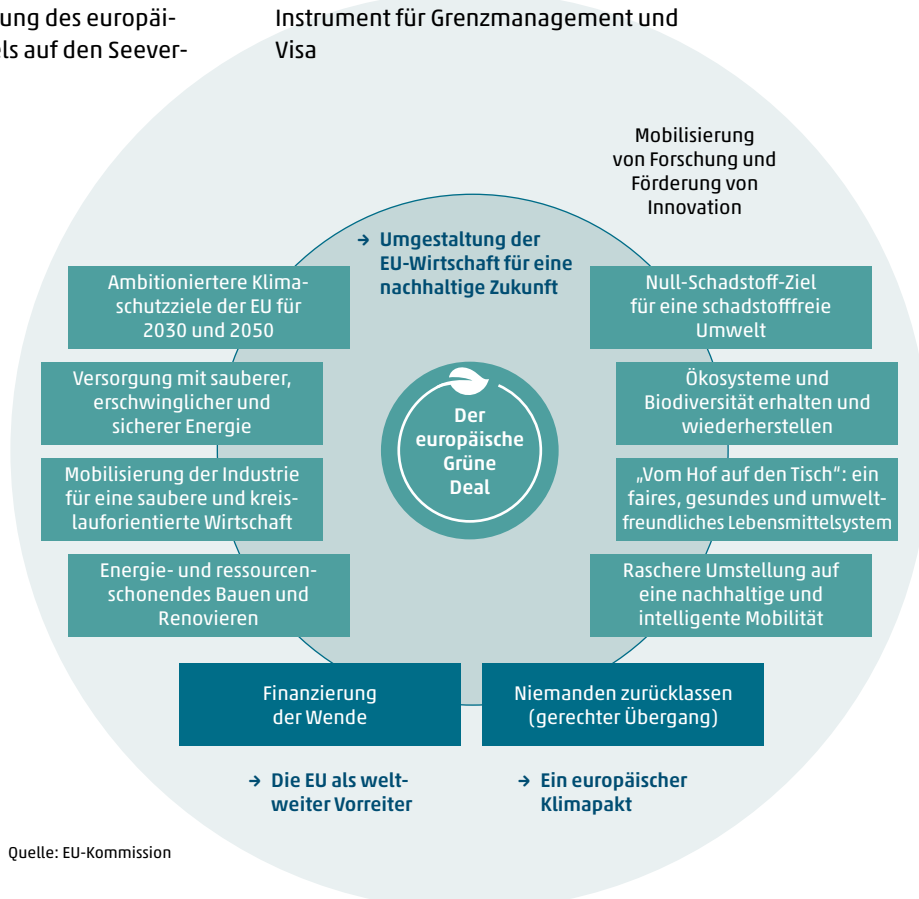 ung des europäi-
els auf den Seever-
Instrument für Grenzmanagement und
Visa
Mobilisierung
von Forschung und
Förderung von
Innovation
→ Umgestaltung der
EU-Wirtschaft für eine
nachhaltige Zukunft
Ambitioniertere Klima-
schutzziele der EU für
2030 und 2050
Versorgung mit sauberer,
erschwinglicher und
sicherer Energie
Mobilisierung der Industrie
für eine saubere und kreis-
lauforientierte Wirtschaft
Energie- und ressourcen-
schonendes Bauen und
Renovieren
Der
europäische
Grüne
Deal
Null-Schadstoff-Ziel
für eine schadstofffreie
Umwelt
Ökosysteme und
Biodiversität erhalten und
wiederherstellen
„Vom Hof auf den Tisch“: ein
faires, gesundes und umwelt-
freundliches Lebensmittelsystem
Raschere Umstellung auf
eine nachhaltige und
intelligente Mobilität
Finanzierung
der Wende
Niemanden zurücklassen
(gerechter Übergang)
→ Die EU als welt-
weiter Vorreiter
→ Ein europäischer
Klimapakt
Quelle: EU-Kommission